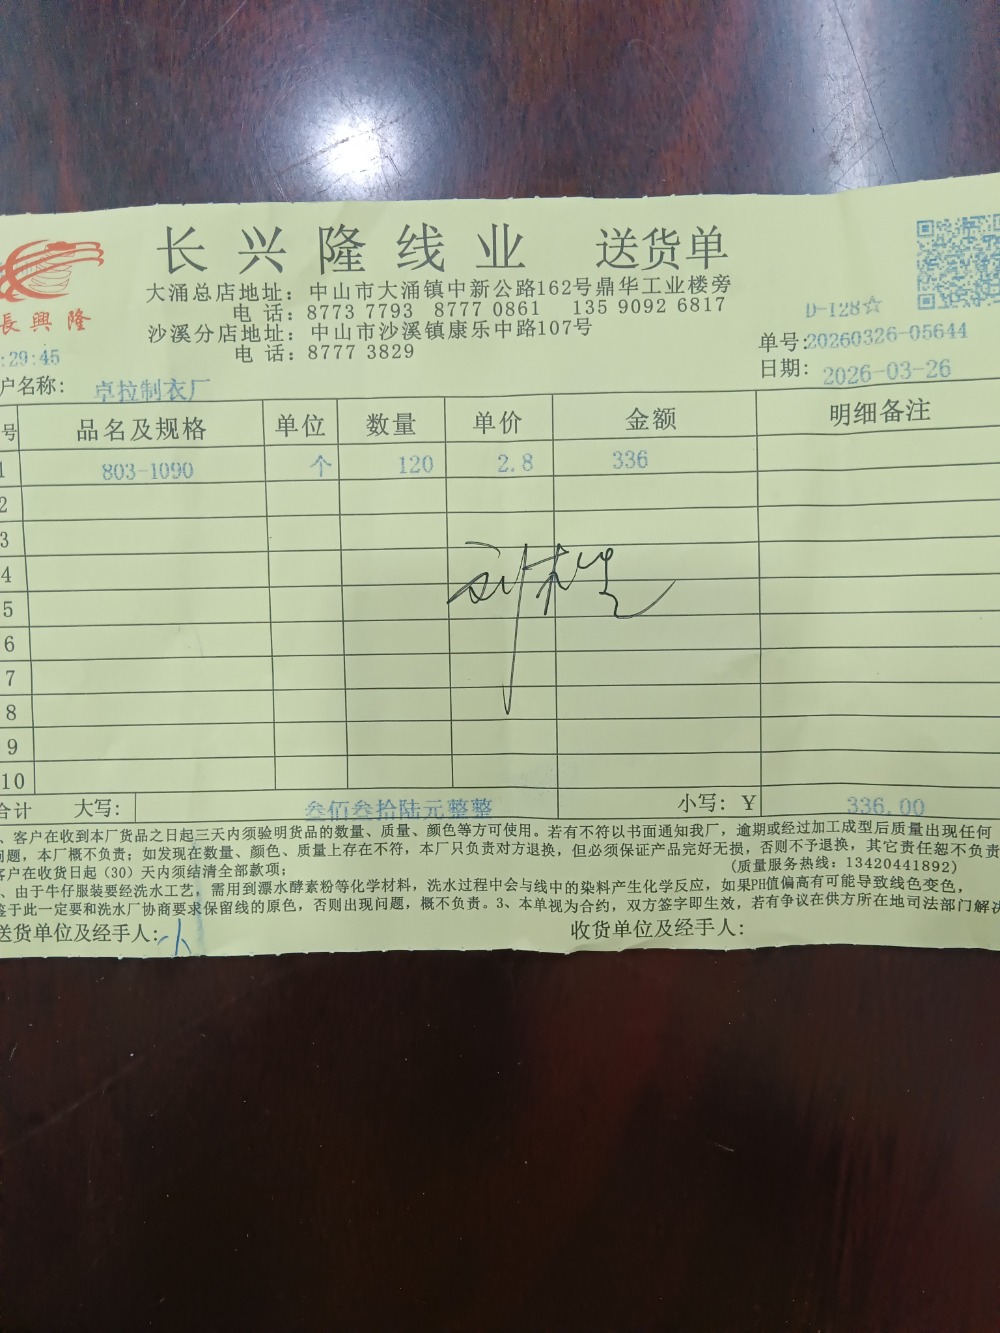 长兴隆线业 送货单
大涌总店地址：中山市大涌镇中新公路162号鼎华工业楼旁
电 话：8773 7793 8777 0861 135 9092 6817
沙溪分店地址：中山市沙溪镇康乐中路107号
电 话：8777 3829
長興隆
D-128☆
:29:45
单号:20260326-05644
日期: 2026-03-26
户名称: 卓拉制衣厂
号 品名及规格 单位 数量 单价 金额 明细备注
1 803-1090 个 120 2.8 336
2
3
4
5
6
7
8
9
10
合计 大写: 叁佰叁拾陆元整整 小写: ¥ 336.00
、客户在收到本厂货品之日起三天内须验明货品的数量、质量、颜色等方可使用。若有不符以书面通知我厂，逾期或经过加工成型后质量出现任何
问题，本厂概不负责；如发现在数量、颜色、质量上存在不符，本厂只负责对方退换，但必须保证产品完好无损，否则不予退换，其它责任恕不负责
客户在收货日起（30）天内须结清全部款项； （质量服务热线：13420441892）
、由于牛仔服装要经洗水工艺，需用到漂水酵素粉等化学材料，洗水过程中会与线中的染料产生化学反应，如果PH值偏高有可能导致线色变色，
鉴于此一定要和洗水厂协商要求保留线的原色，否则出现问题，概不负责。3、本单视为合约，双方签字即生效，若有争议在供方所在地司法部门解决
送货单位及经手人: 小 收货单位及经手人: